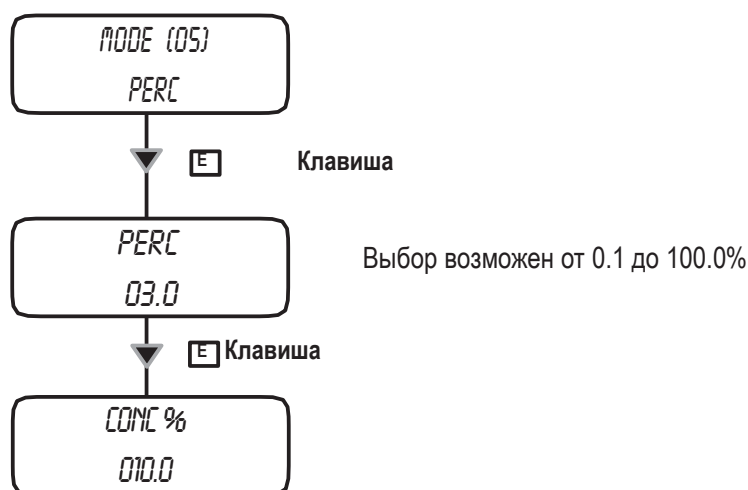 MODE (05)
PERC
E Клавиша
PERC
03.0
Выбор возможен от 0.1 до 100.0%
E Клавиша
CONC %
010.0